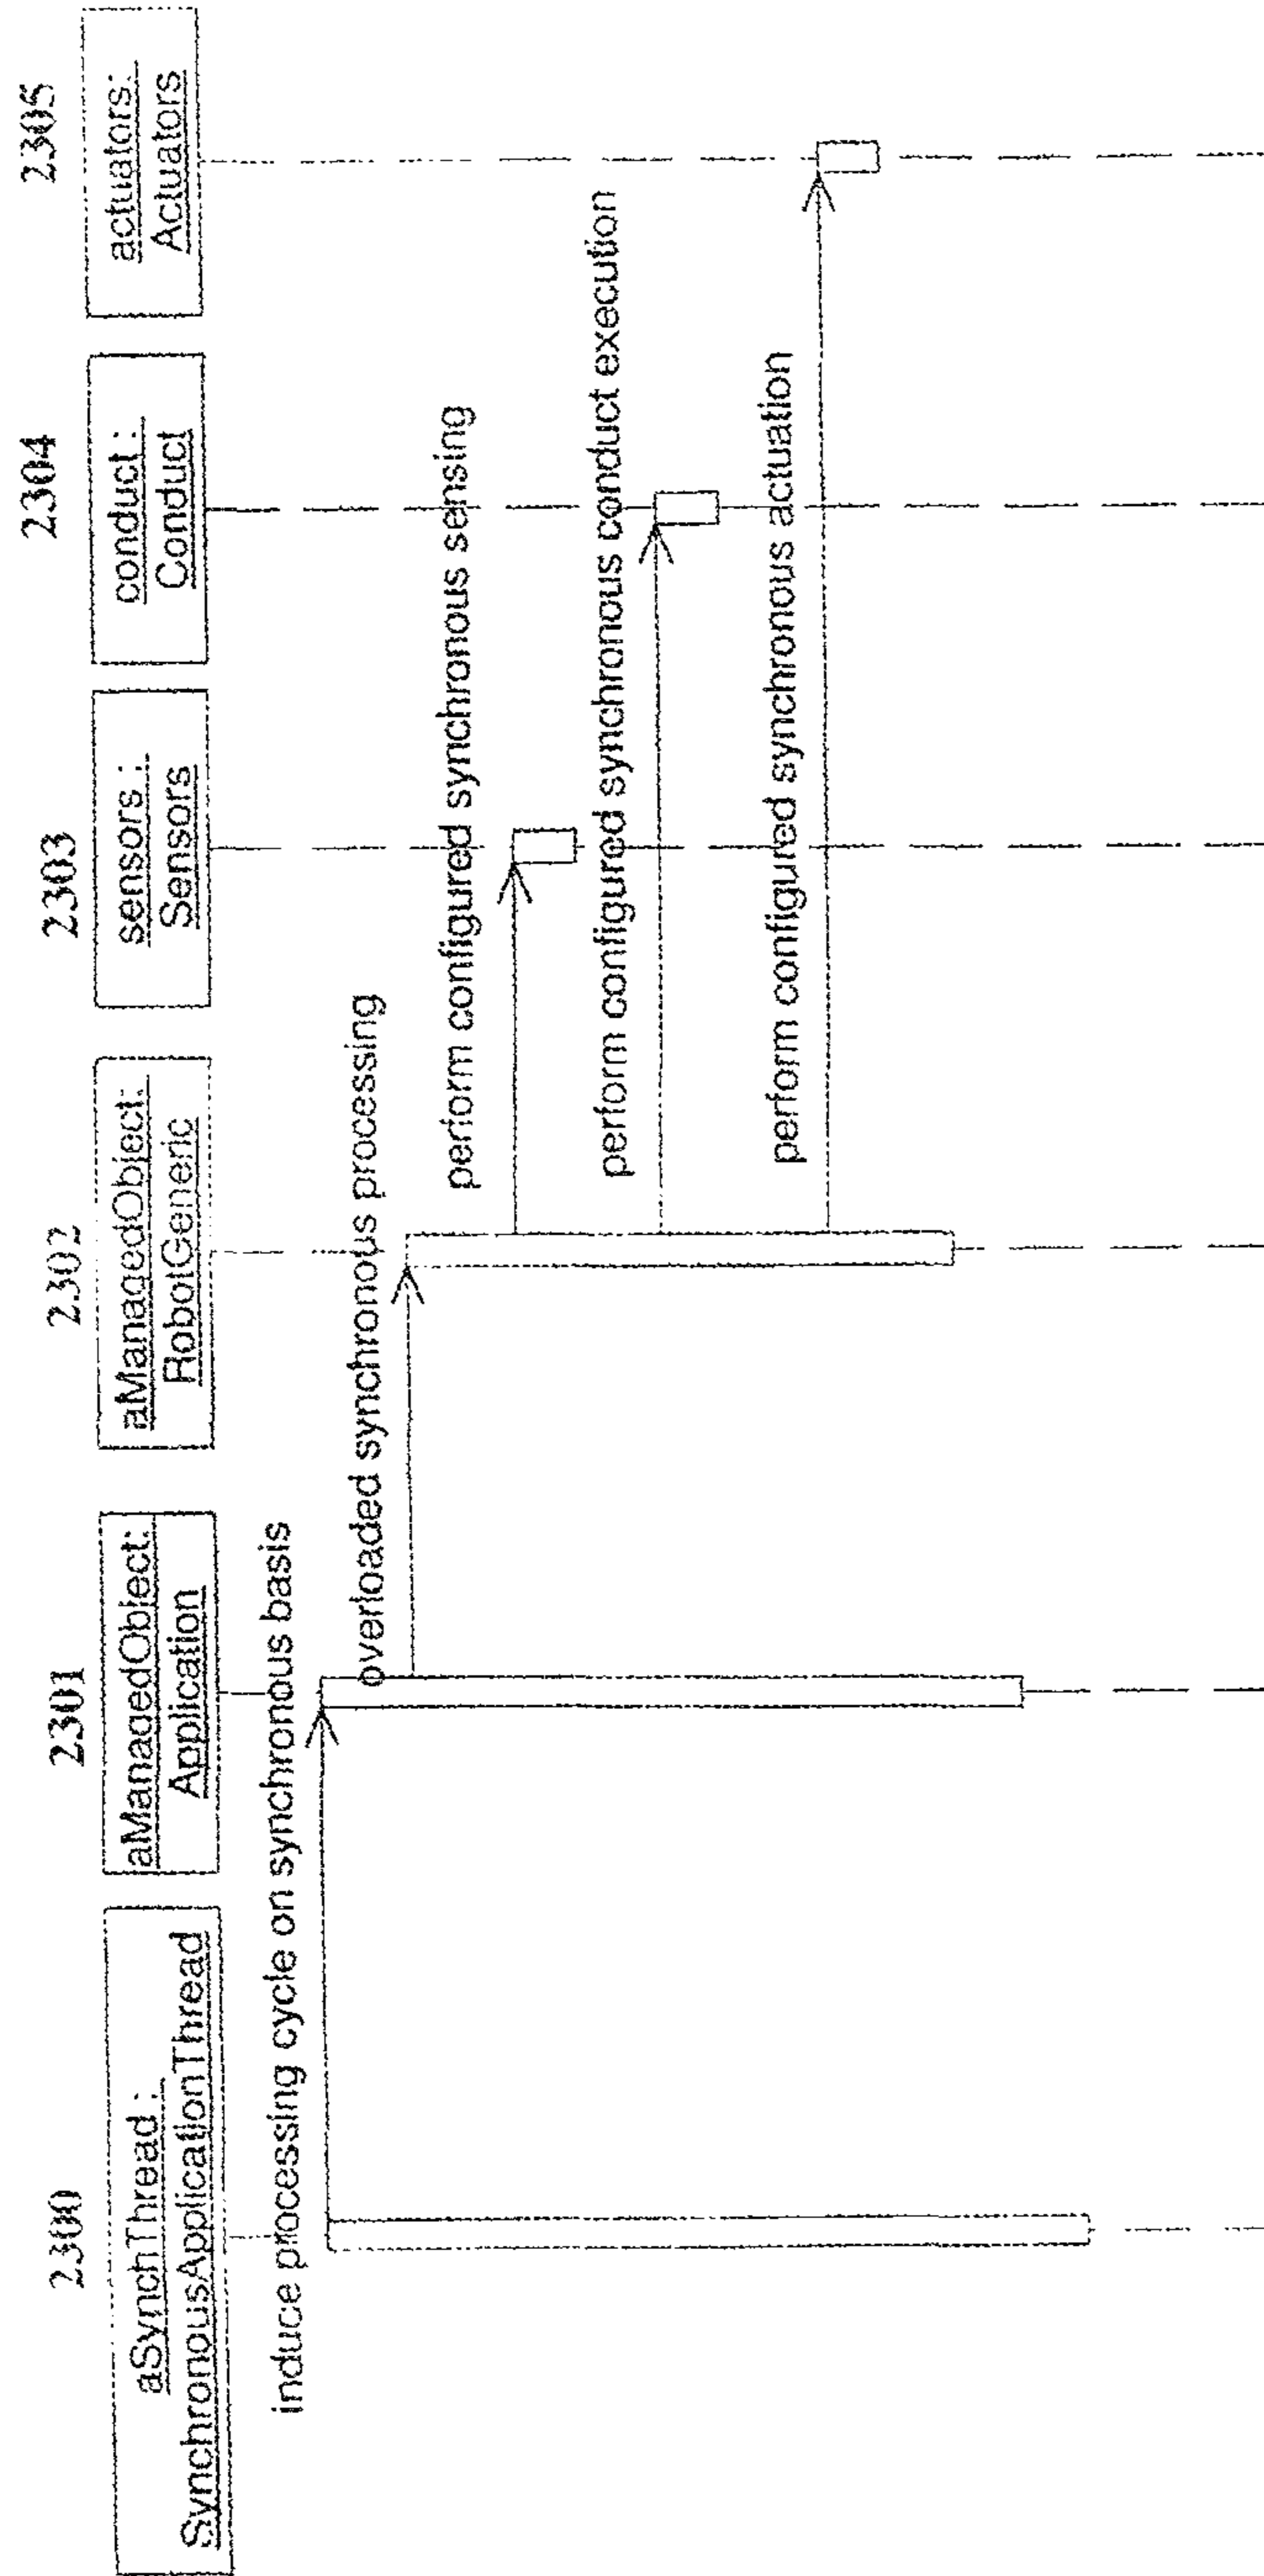 2300
2301
2302
2303
2304
2305
aSynchThread :
SynchronousApplicationThread
aManagedObject:
Application
aManagedObject:
RobotGeneric
sensors :
Sensors
conduct :
Conduct
actuators:
Actuators
induce processing cycle on synchronous basis
overloaded synchronous processing
perform configured synchronous sensing
perform configured synchronous conduct execution
perform configured synchronous actuation